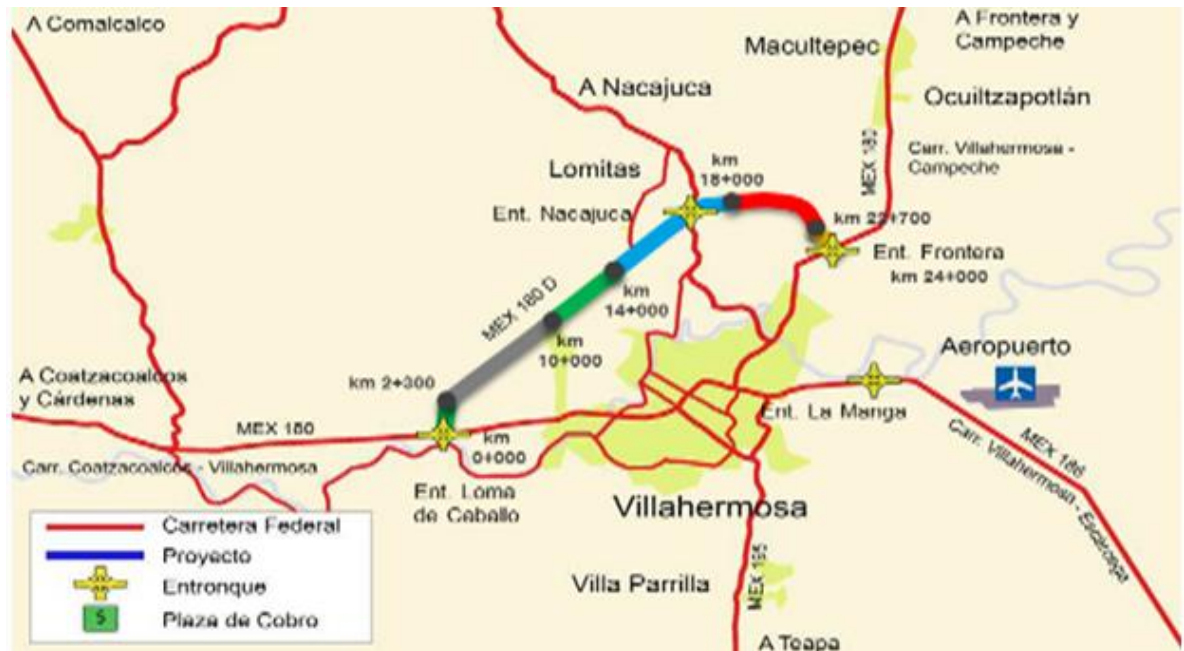 A Comalcalco
A Frontera y
Campeche
Macultepec
A Nacajuca
Ocuiltzapotlán
MEX 180
Carr. Villahermosa -
Campeche
km
18+000
Lomitas
Ent. Nacajuca
km 22+700
Ent. Frontera
km 24+000
MEX 180 D
km
14+000
km
10+000
Aeropuerto
A Coatzacoalcos
y Cárdenas
km 2+300
Ent. La Manga
MEX 180
km
0+000
Carr. Coatzacoalcos - Villahermosa
MEX 186
Carr. Villahermosa - Escárcega
Ent. Loma
de Caballo
Villahermosa
Carretera Federal
Proyecto
Entronque
S
Plaza de Cobro
Villa Parrilla
MEX 195
A Teapa